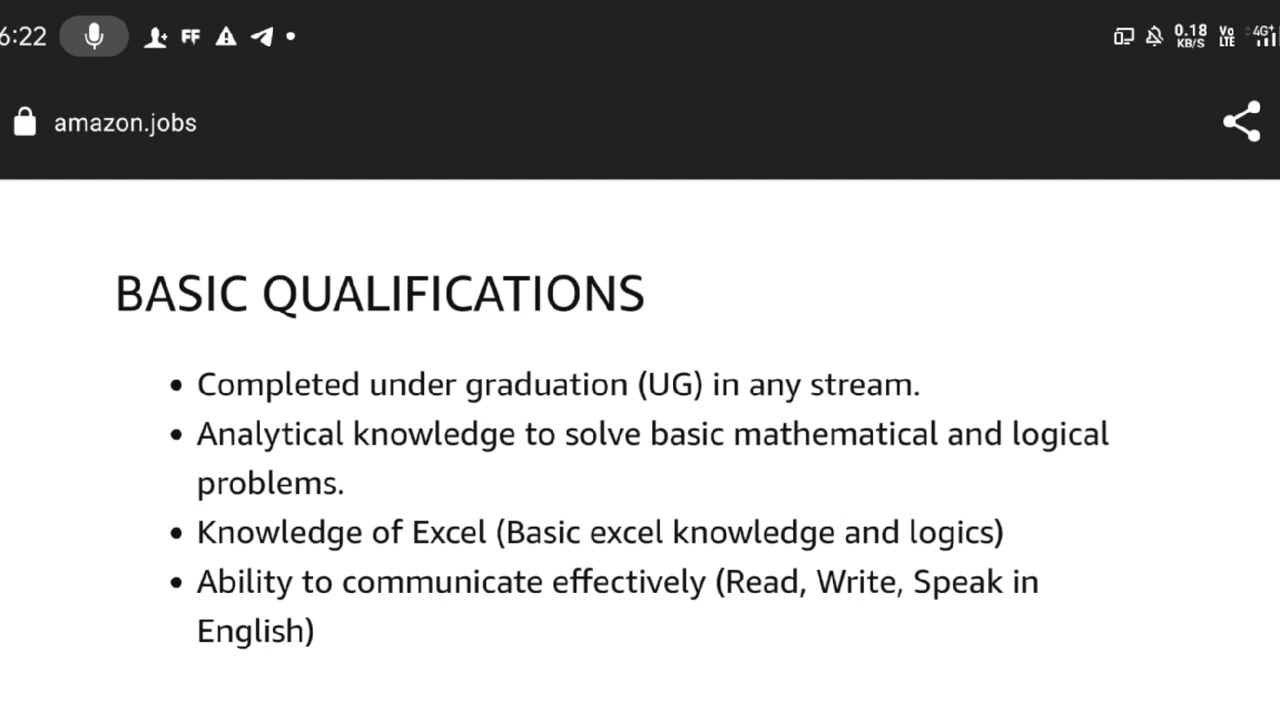 6:22 FF 0.18 KB/S Vo LTE 4G+
amazon.jobs
BASIC QUALIFICATIONS
• Completed under graduation (UG) in any stream.
• Analytical knowledge to solve basic mathematical and logical
problems.
• Knowledge of Excel (Basic excel knowledge and logics)
• Ability to communicate effectively (Read, Write, Speak in
English)